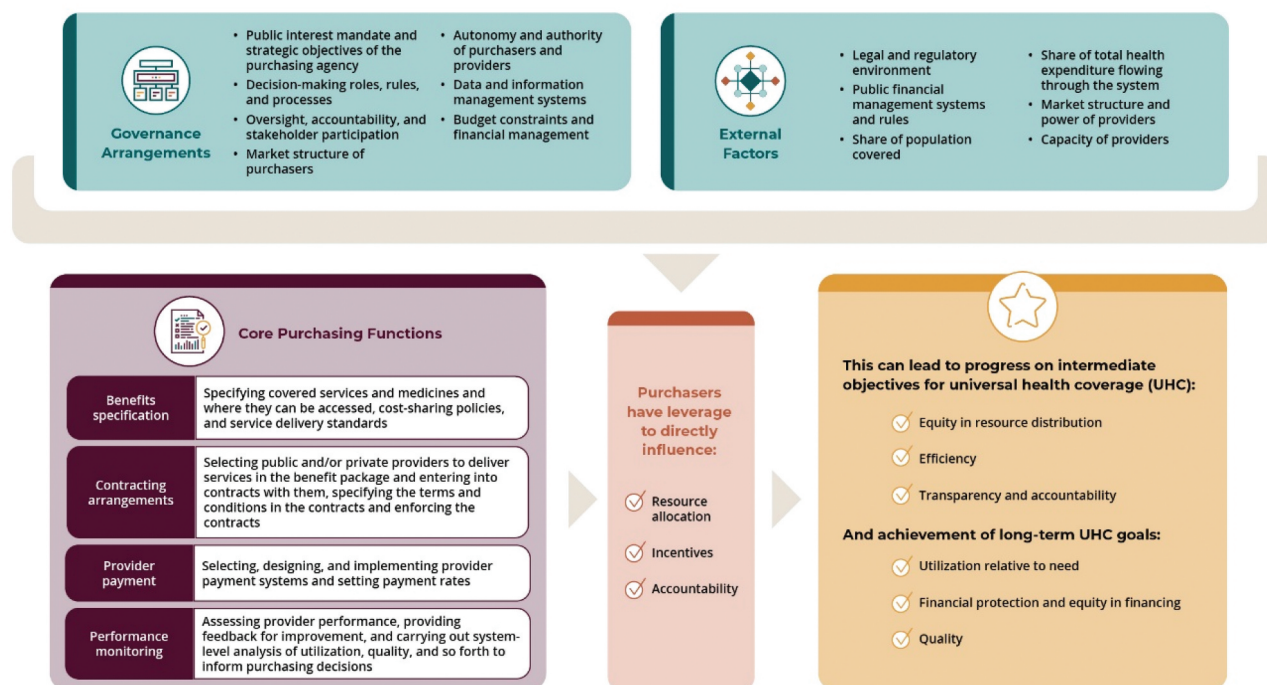 Governance
Arrangements
• Public interest mandate and
strategic objectives of the
purchasing agency
• Decision-making roles, rules,
and processes
• Oversight, accountability, and
stakeholder participation
• Market structure of
purchasers
• Autonomy and authority
of purchasers and
providers
• Data and information
management systems
• Budget constraints and
financial management
External
Factors
• Legal and regulatory
environment
• Public financial
management systems
and rules
• Share of population
covered
• Share of total health
expenditure flowing
through the system
• Market structure and
power of providers
• Capacity of providers
Core Purchasing Functions
Benefits
specification
Specifying covered services and medicines and
where they can be accessed, cost-sharing policies,
and service delivery standards
Contracting
arrangements
Selecting public and/or private providers to deliver
services in the benefit package and entering into
contracts with them, specifying the terms and
conditions in the contracts and enforcing the
contracts
Provider
payment
Selecting, designing, and implementing provider
payment systems and setting payment rates
Performance
monitoring
Assessing provider performance, providing
feedback for improvement, and carrying out system-
level analysis of utilization, quality, and so forth to
inform purchasing decisions
Purchasers
have leverage
to directly
influence:
Resource
allocation
Incentives
Accountability
This can lead to progress on intermediate
objectives for universal health coverage (UHC):
Equity in resource distribution
Efficiency
Transparency and accountability
And achievement of long-term UHC goals:
Utilization relative to need
Financial protection and equity in financing
Quality